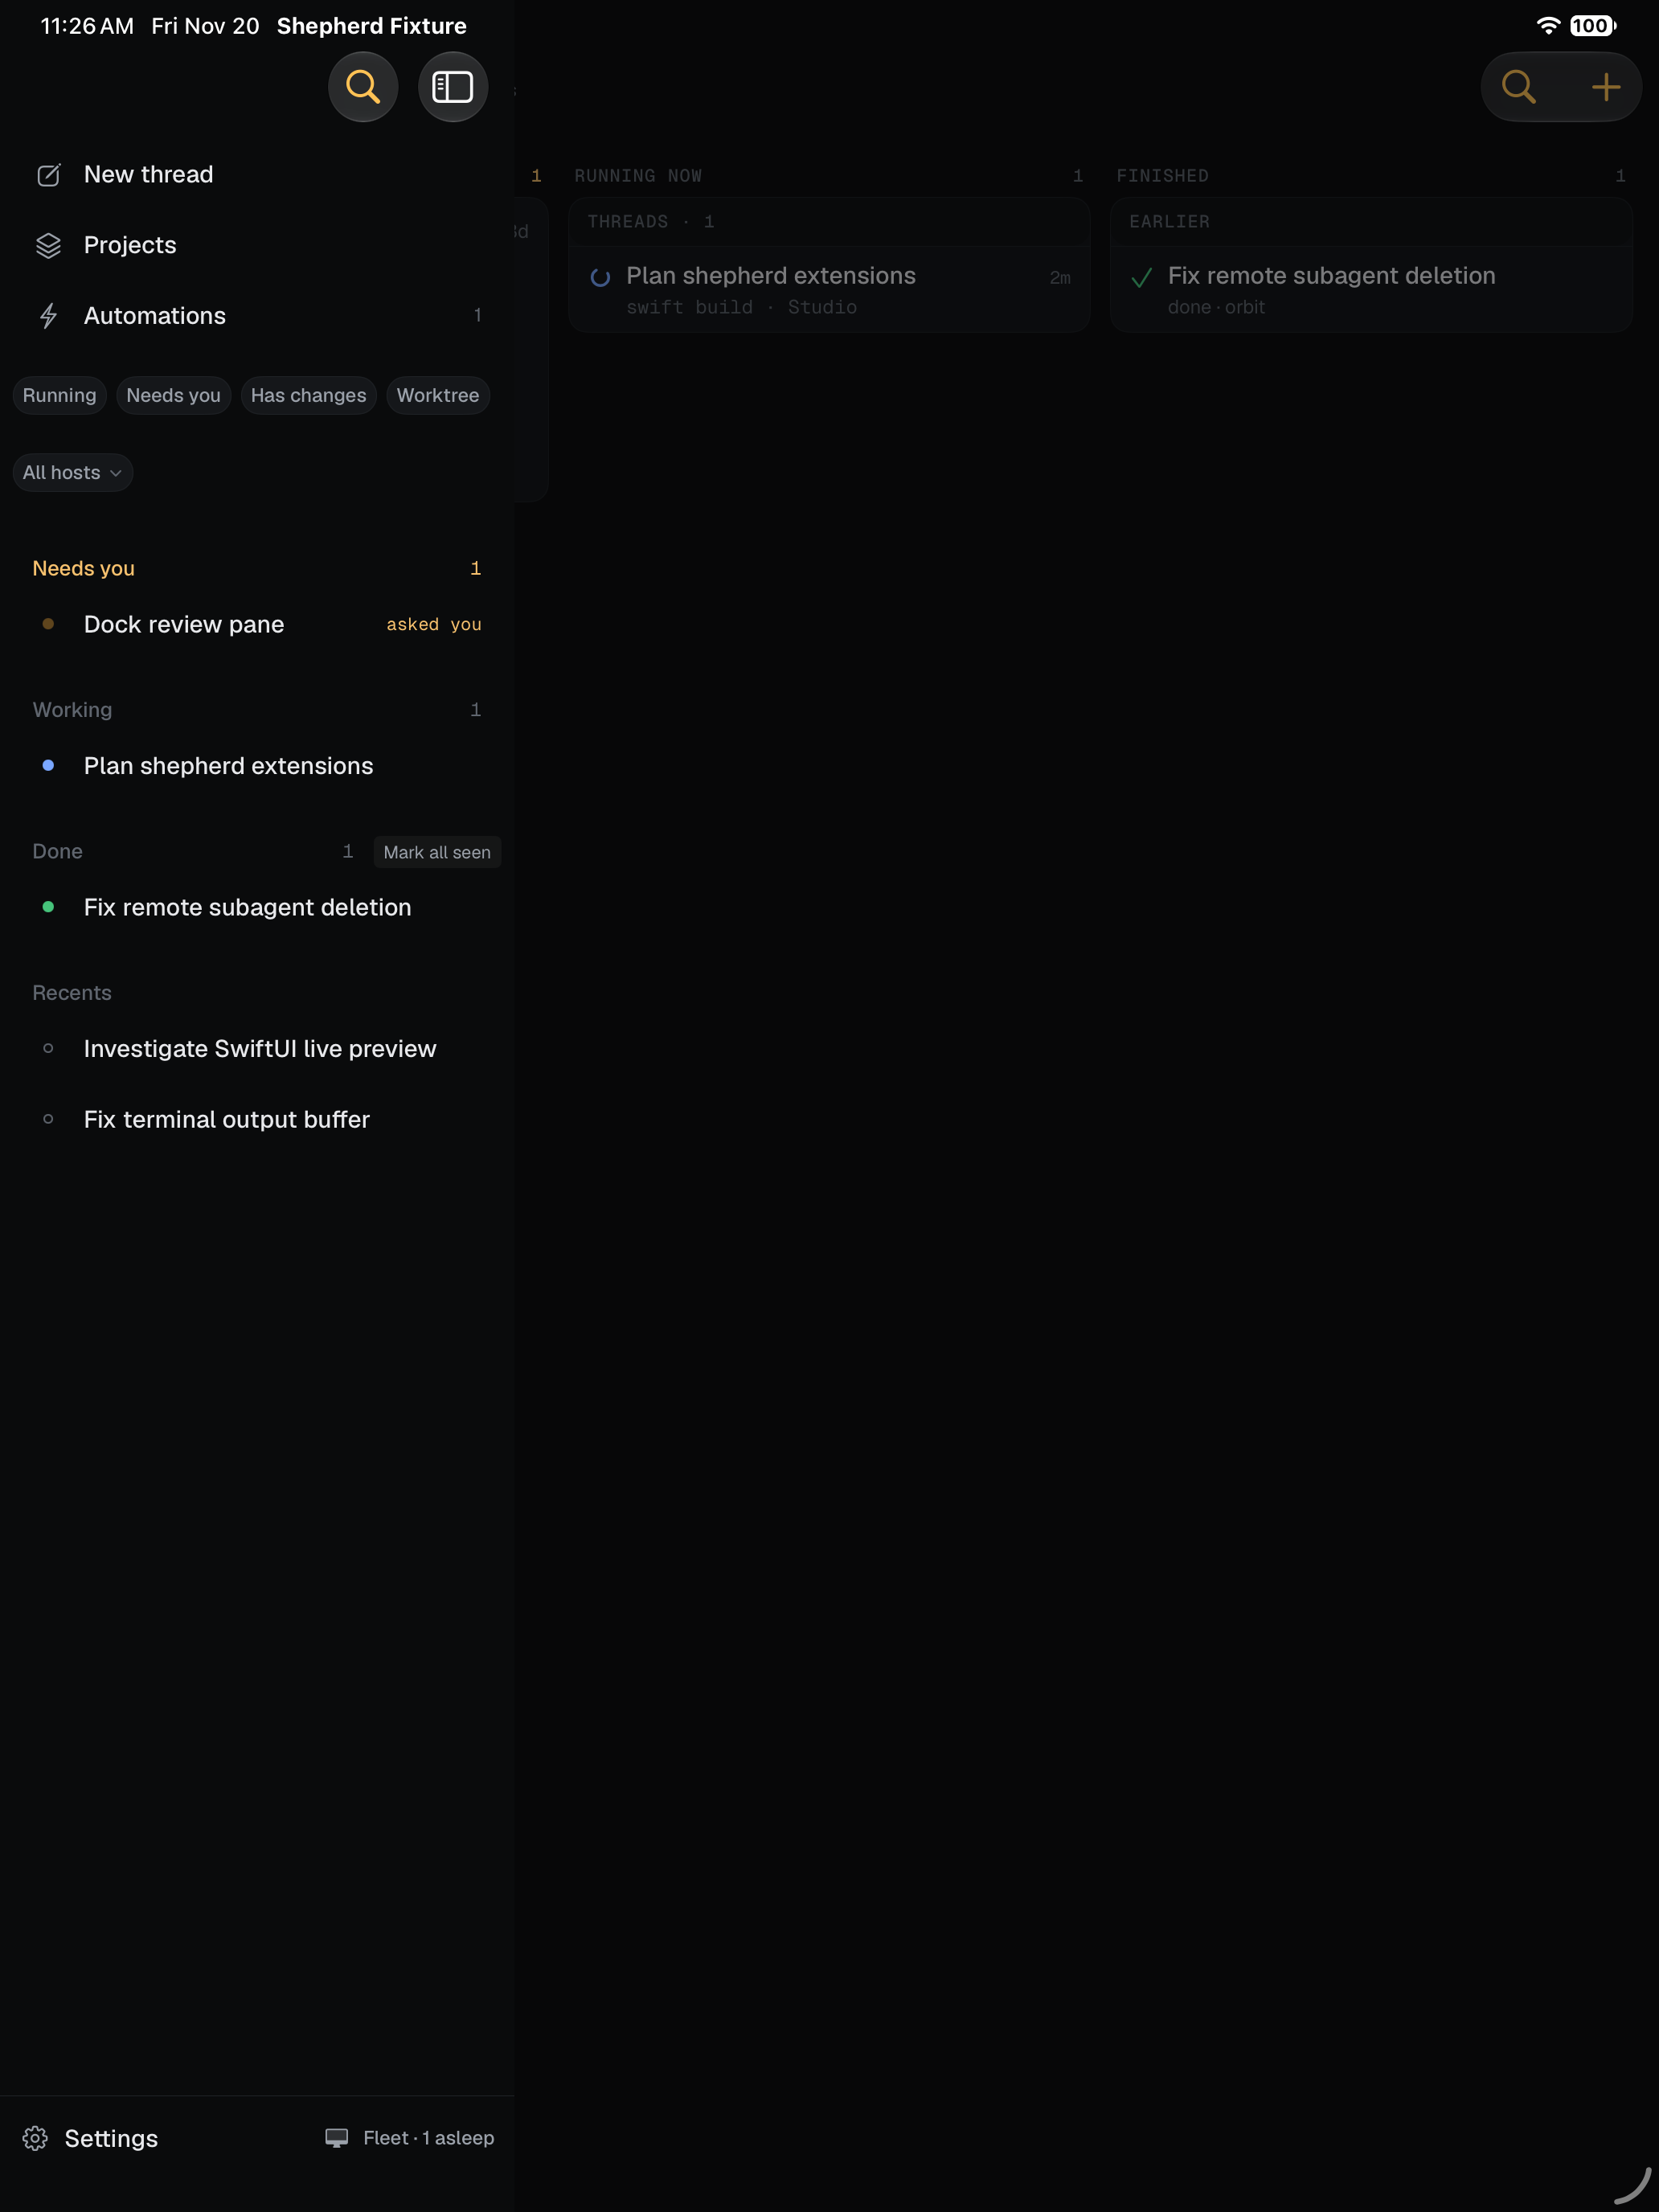 11:26 AM Fri Nov 20 Shepherd Fixture
100
New thread
Projects
Automations 1
Running Needs you Has changes Worktree
All hosts
Needs you 1
Dock review pane asked you
Working 1
Plan shepherd extensions
Done 1 Mark all seen
Fix remote subagent deletion
Recents
Investigate SwiftUI live preview
Fix terminal output buffer
Settings Fleet · 1 asleep
1
RUNNING NOW 1
THREADS · 1
Plan shepherd extensions 2m
swift build · Studio
FINISHED 1
EARLIER
Fix remote subagent deletion
done · orbit